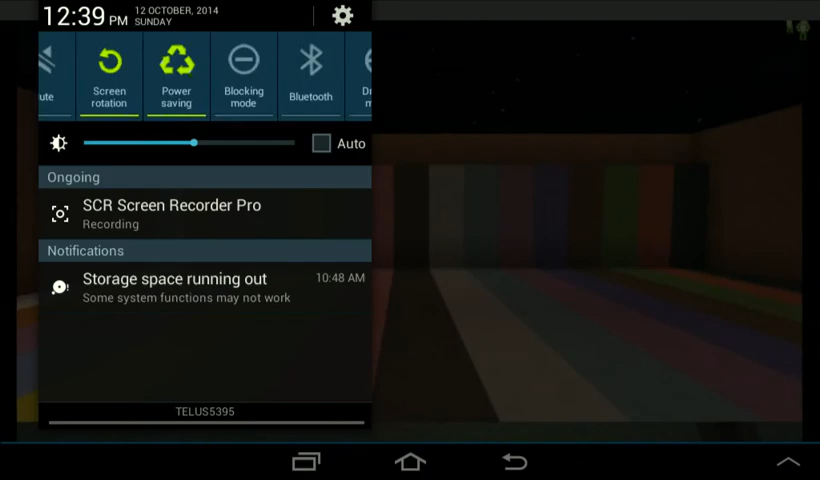 12:39 PM
12 OCTOBER, 2014
SUNDAY
ute
Screen
rotation
Power
saving
Blocking
mode
Bluetooth
Dr
m
Auto
Ongoing
SCR Screen Recorder Pro
Recording
Notifications
Storage space running out
10:48 AM
Some system functions may not work
TELUS5395